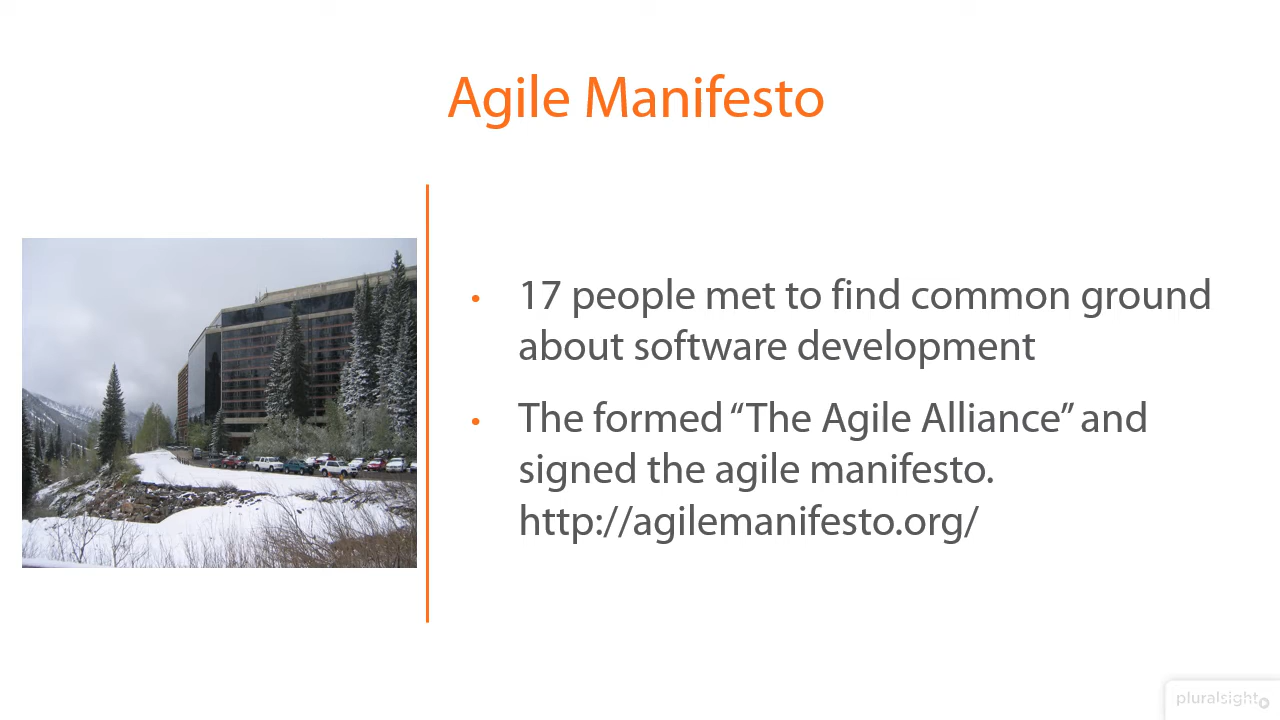 Agile Manifesto
• 17 people met to find common ground
about software development
• The formed “The Agile Alliance” and
signed the agile manifesto.
http://agilemanifesto.org/
pluralsight